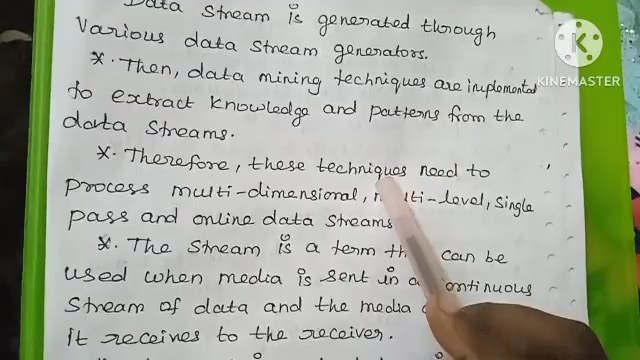 Data Stream is generated through
Various data stream generators.
*. Then, data mining techniques are implemented
to extract knowledge and patterns from the
data streams.
*. Therefore, these techniques need to
process multi-dimensional, multi-level, single
pass and online data streams
*. The Stream is a term can be
used when media is sent in a continuous
stream of data and the media
it receives to the receiver.
KINEMASTER